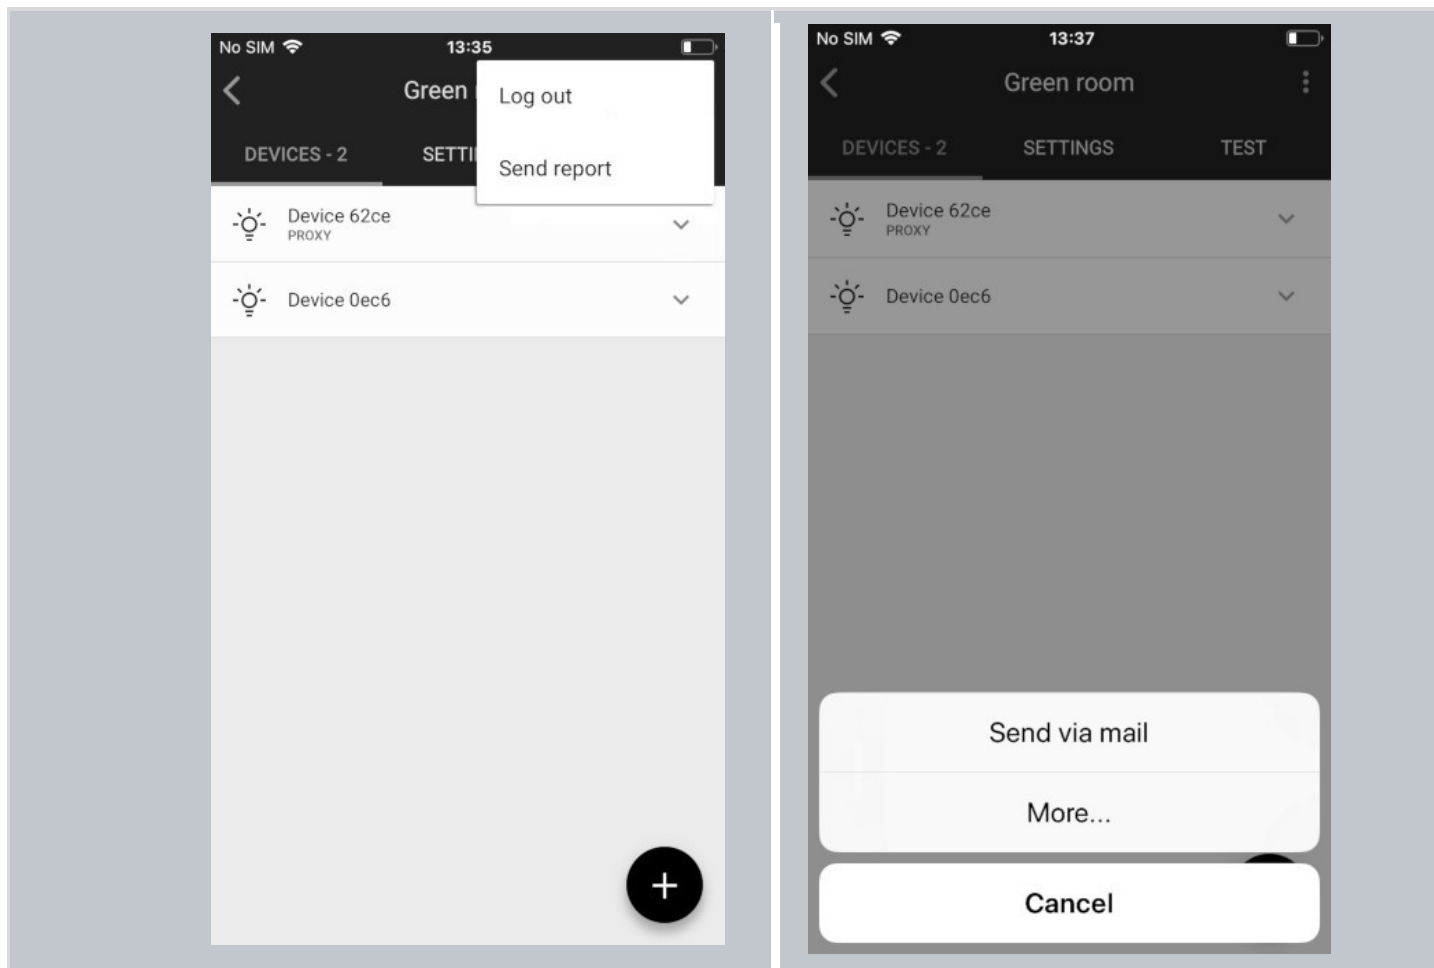 No SIM 13:35
Green
Log out
DEVICES - 2
Send report
Device 62ce
PROXY
Device 0ec6
+
No SIM 13:37
Green room
DEVICES - 2 SETTINGS TEST
Device 62ce
PROXY
Device 0ec6
Send via mail
More...
Cancel